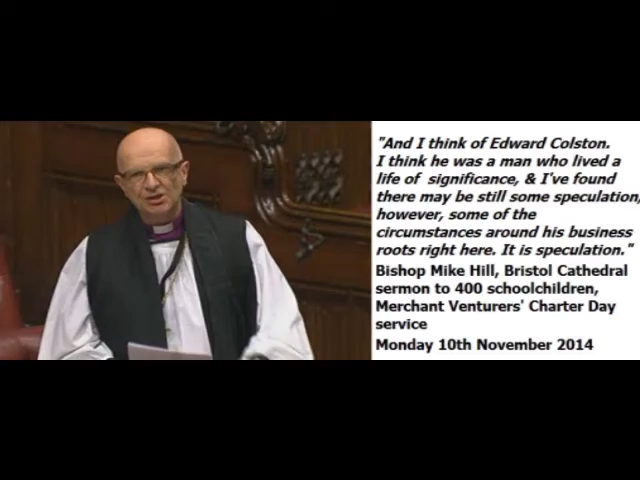 "And I think of Edward Colston.
I think he was a man who lived a
life of significance, & I've found
there may be still some speculation,
however, some of the
circumstances around his business
roots right here. It is speculation."
Bishop Mike Hill, Bristol Cathedral
sermon to 400 schoolchildren,
Merchant Venturers' Charter Day
service
Monday 10th November 2014